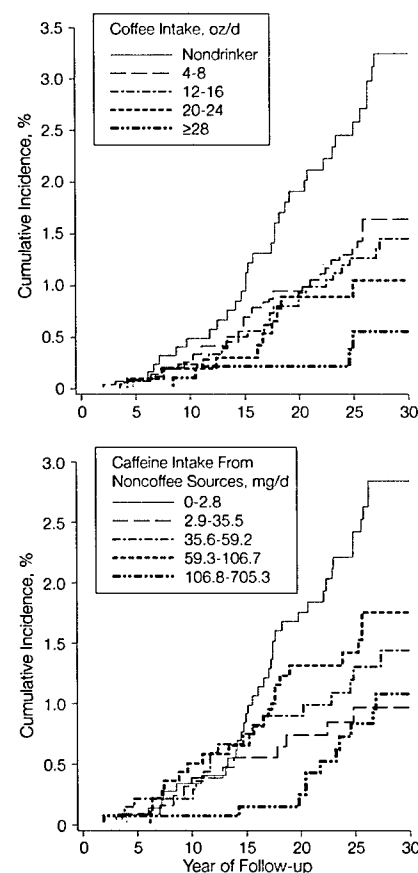 Coffee Intake, oz/d
Nondrinker
4-8
12-16
20-24
≥28
3.5
3.0
2.5
2.0
1.5
1.0
0.5
0
Cumulative Incidence, %
0 5 10 15 20 25 30
Caffeine Intake From
Noncoffee Sources, mg/d
0-2.8
2.9-35.5
35.6-59.2
59.3-106.7
106.8-705.3
3.0
2.5
2.0
1.5
1.0
0.5
0
Cumulative Incidence, %
0 5 10 15 20 25 30
Year of Follow-up